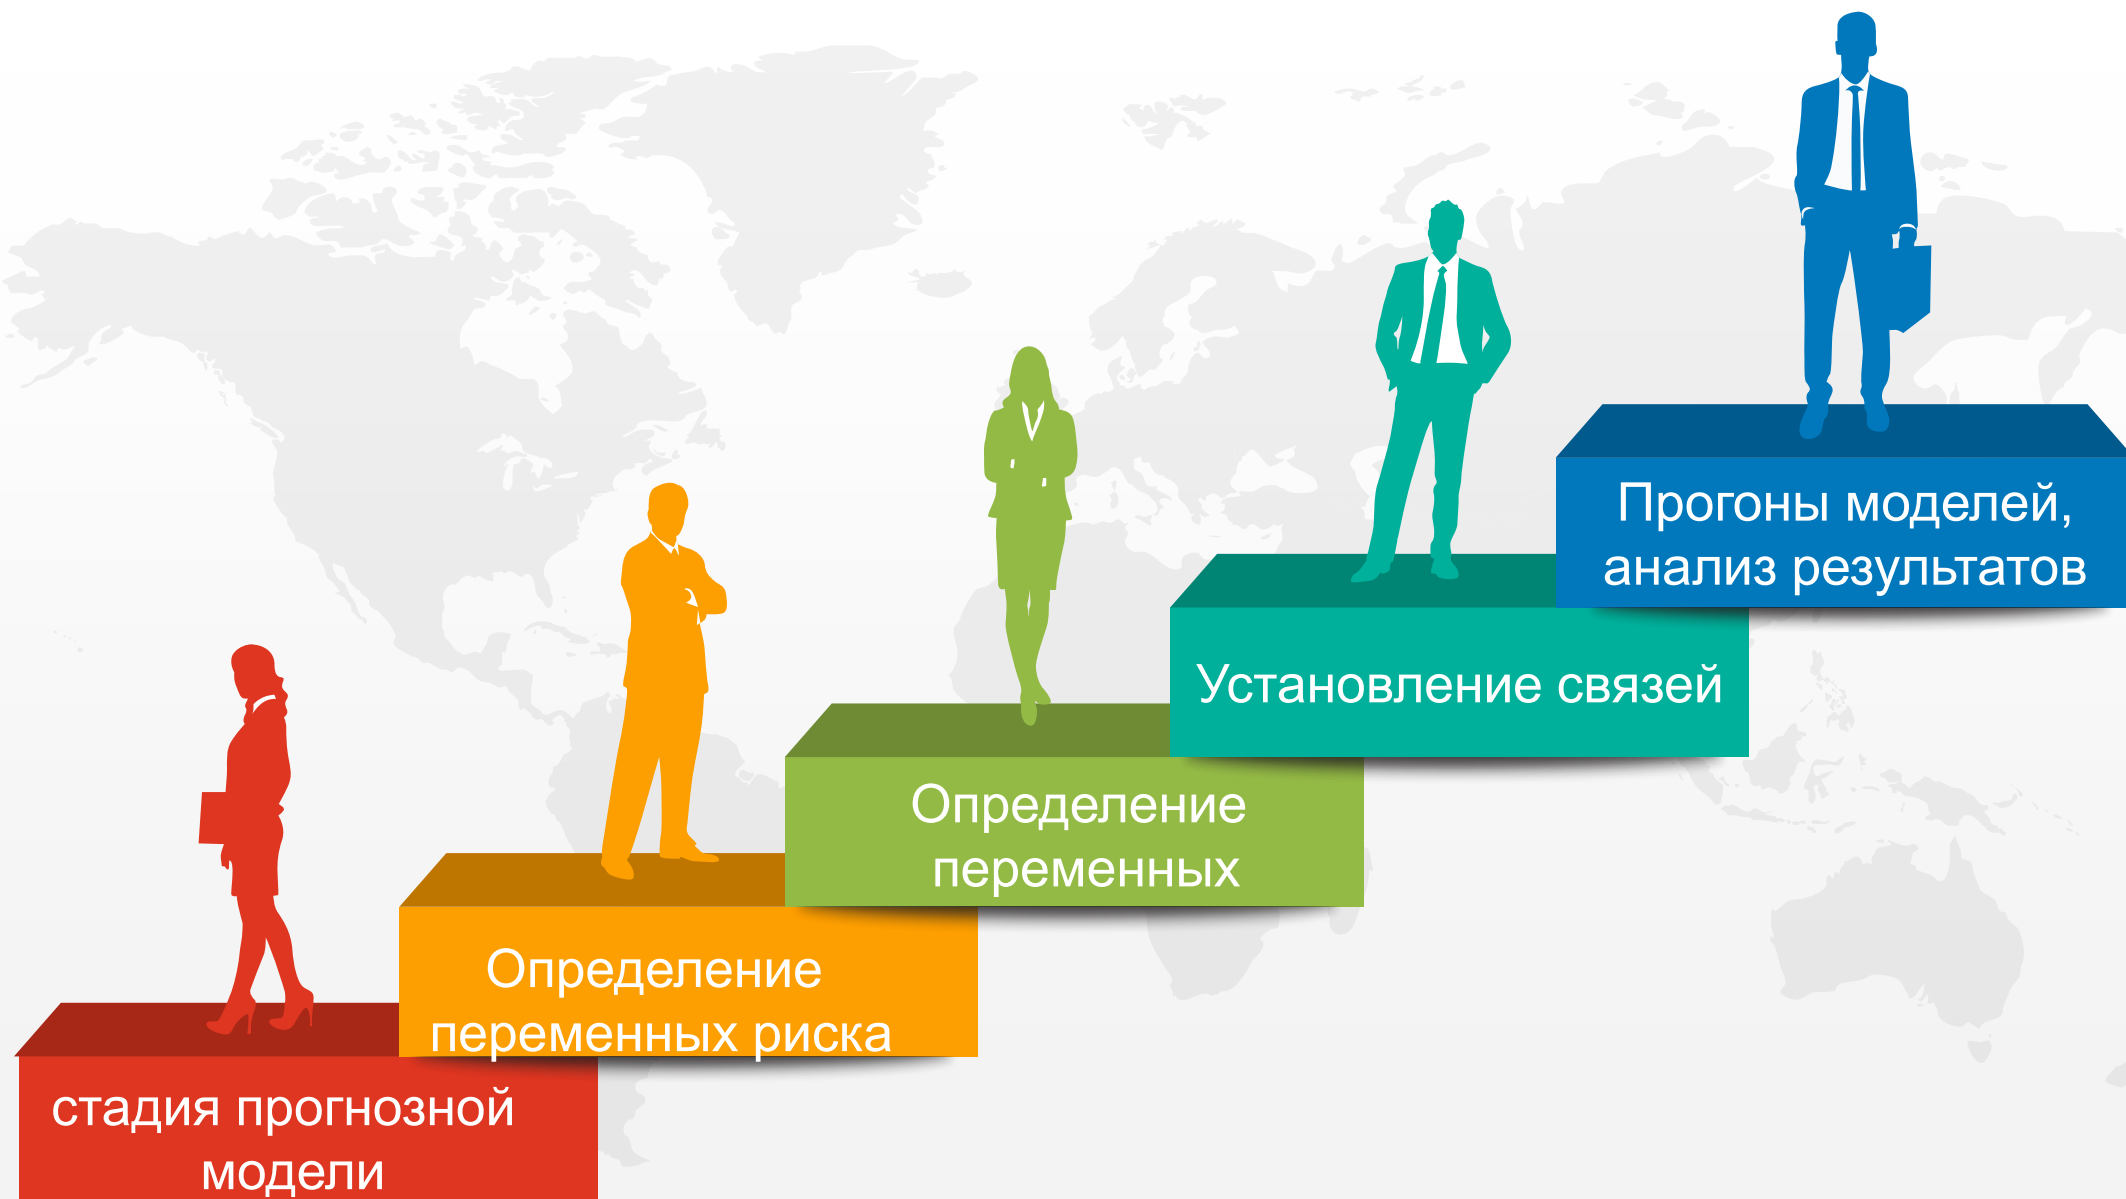 Прогоны моделей,
анализ результатов
Установление связей
Определение
переменных
Определение
переменных риска
стадия прогнозной
модели